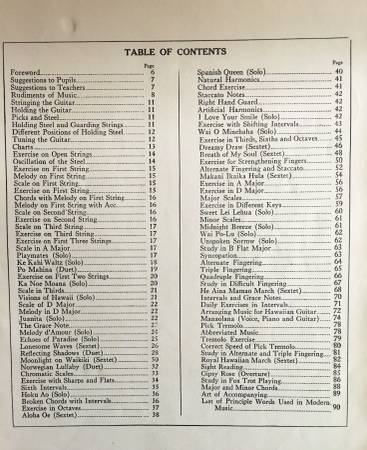 TABLE OF CONTENTS
Page
Foreword 6
Suggestions to Pupils 7
Suggestions to Teachers 7
Rudiments of Music 8
Stringing the Guitar 11
Holding the Guitar 11
Picks and Steel 11
Holding Steel and Guarding Strings 11
Different Positions of Holding Steel 12
Tuning the Guitar 12
Charts 13
Exercise on Open Strings 14
Oscillation of the Steel 14
Exercise on First String 15
Melody on First String 15
Scale on First String 15
Exercise on First String 15
Chords with Melody on First String 16
Melody on First String with Acc. 16
Scale on Second String 16
Exercise on Second String 16
Scale on Third String 17
Exercise on Third String 17
Exercise on First Three Strings 17
Scale in A Major 17
Playmates (Solo) 17
Ke Kahi Waltz (Solo) 18
Po Mahina (Duet) 19
Exercise on First Two Strings 20
Ka Noe Moana (Solo) 20
Scale in Thirds 21
Visions of Hawaii (Solo) 21
Scale of D Major 22
Melody in D Major 22
Juanita (Solo) 22
The Grace Note
Melody d'Amour (Solo)
Echoes of Paradise (Solo) 25
Lonesome Waves (Sextet) 26
Reflecting Shadows (Duet) 28
Moonlight on Waikiki (Sextet) 30
Norwegian Lullaby (Duet) 32
Chromatic Scales 33
Exercise with Sharps and Flats 34
Sixth Intervals 35
Hoku Ao (Solo) 36
Broken Chords with Intervals 36
Exercise in Octaves 37
Aloha Oe (Sextet) 38
Page
Spanish Queen (Solo) 40
Natural Harmonics 41
Chord Exercise 41
Staccato Notes 42
Right Hand Guard 42
Artificial Harmonics 42
I Love Your Smile (Solo) 42
Exercise with Shifting Intervals 43
Wai O Minehaha (Solo) 44
Exercise in Thirds, Sixths and Octaves 45
Dreamy Draw (Sextet) 46
Breath of My Soul (Sextet) 48
Exercise for Strengthening Fingers 50
Alternate Fingering and Staccato 52
Makani Ikaika Hula (Sextet) 54
Exercise in A Major 56
Exercise in D Major 56
Major Scales 57
Exercise in Different Keys 59
Sweet Lei Lehua (Solo) 60
Minor Scales 61
Midnight Breeze (Solo) 61
Wai Po-Lu (Solo) 62
Unspoken Sorrow (Solo) 62
Study in B Flat Major 63
Syncopation 63
Alternate Fingering 64
Triple Fingering 65
Quadruple Fingering 66
Study in Difficult Fingering 67
He Aina Maman March (Sextet) 68
Intervals and Grace Notes 70
Daily Exercises in Intervals 71
Arranging Music for Hawaiian Guitar 72
Manzolona (Voice, Piano and Guitar) 74
Pick Tremolo 78
Abbreviated Music 78
Tremolo Exercise 79
Correct Speed of Pick Tremolo 80
Study in Alternate and Triple Fingering 81
Royal Hawaiian March (Sextet) 82
Sight Reading 84
Gipsy Rose (Overture) 85
Study in Fox Trot Playing 86
Major and Minor Chords 88
Art of Accompanying 89
List of Principle Words Used in Modern
Music 90